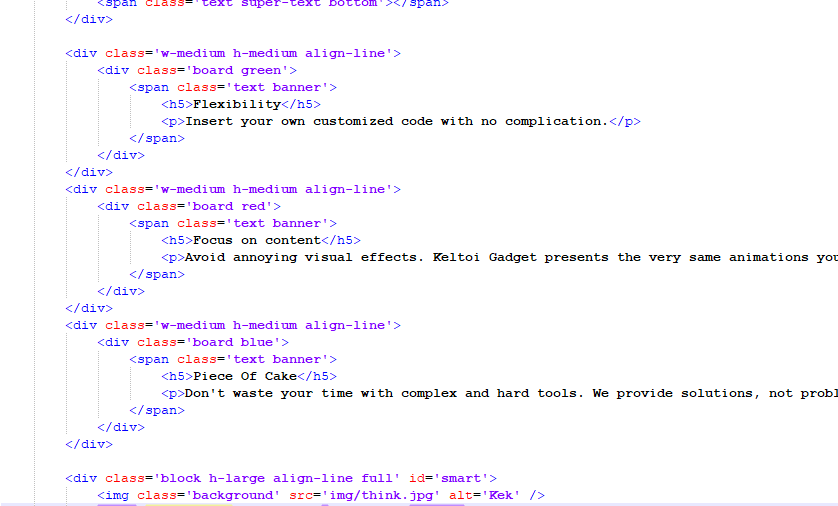 <span class='text super-text bottom'></span>
</div>
<div class='w-medium h-medium align-line'>
<div class='board green'>
<span class='text banner'>
<h5>Flexibility</h5>
<p>Insert your own customized code with no complication.</p>
</span>
</div>
</div>
<div class='w-medium h-medium align-line'>
<div class='board red'>
<span class='text banner'>
<h5>Focus on content</h5>
<p>Avoid annoying visual effects. Keltoi Gadget presents the very same animations you
</span>
</div>
</div>
<div class='w-medium h-medium align-line'>
<div class='board blue'>
<span class='text banner'>
<h5>Piece Of Cake</h5>
<p>Don't waste your time with complex and hard tools. We provide solutions, not probl
</span>
</div>
</div>
<div class='block h-large align-line full' id='smart'>
<img class='background' src='img/think.jpg' alt='Kek' />